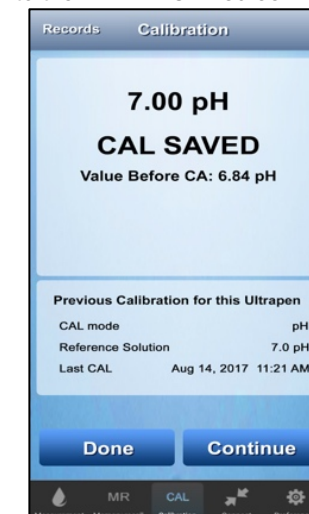 Records Calibration
7.00 pH
CAL SAVED
Value Before CA: 6.84 pH
Previous Calibration for this Ultrapen
CAL mode pH
Reference Solution 7.0 pH
Last CAL Aug 14, 2017 11:21 AM
Done Continue
MR CAL